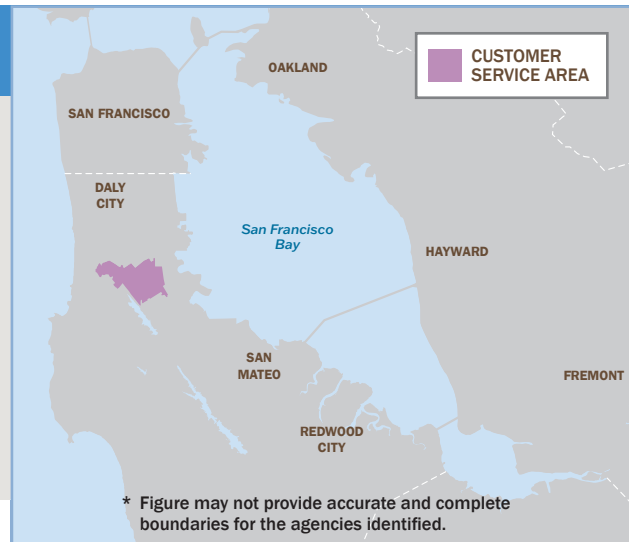 CUSTOMER
SERVICE AREA
OAKLAND
SAN FRANCISCO
DALY
CITY
San Francisco
Bay
HAYWARD
SAN
MATEO
FREMONT
REDWOOD
CITY
* Figure may not provide accurate and complete
boundaries for the agencies identified.